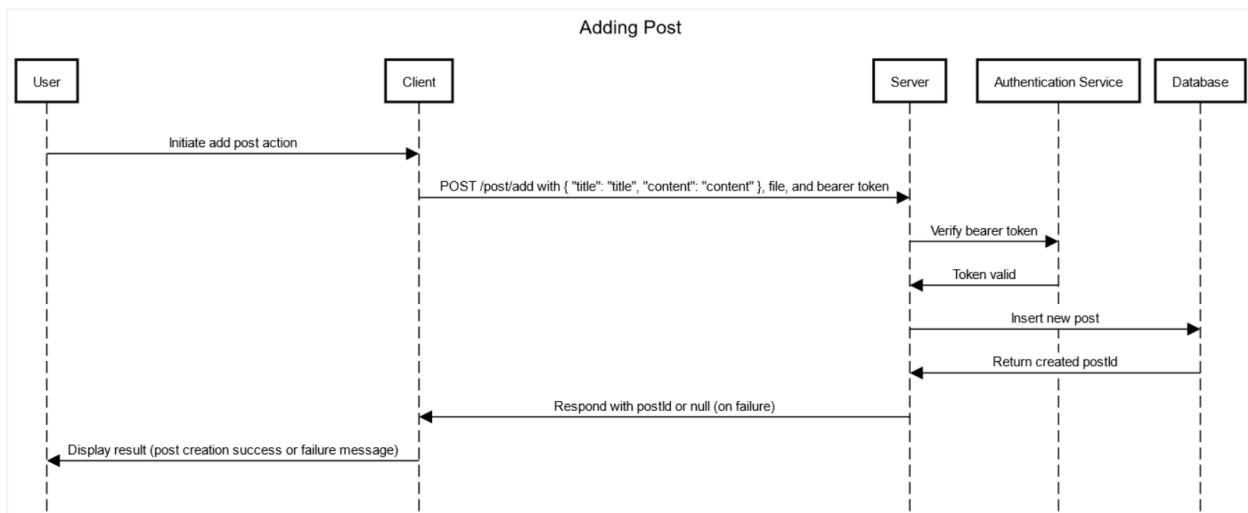 Adding Post
User
Client
Server
Authentication Service
Database
Initiate add post action
POST /post/add with { "title": "title", "content": "content" }, file, and bearer token
Verify bearer token
Token valid
Insert new post
Return created postId
Respond with postId or null (on failure)
Display result (post creation success or failure message)